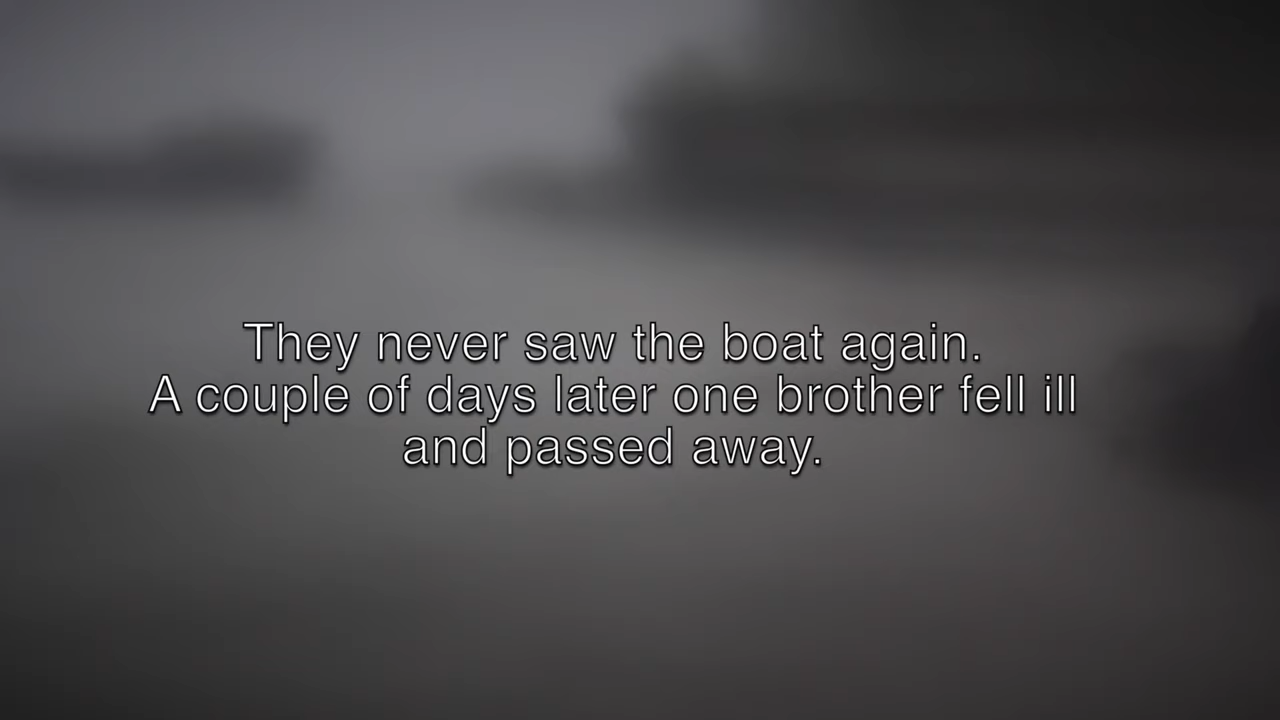 They never saw the boat again.
A couple of days later one brother fell ill
and passed away.